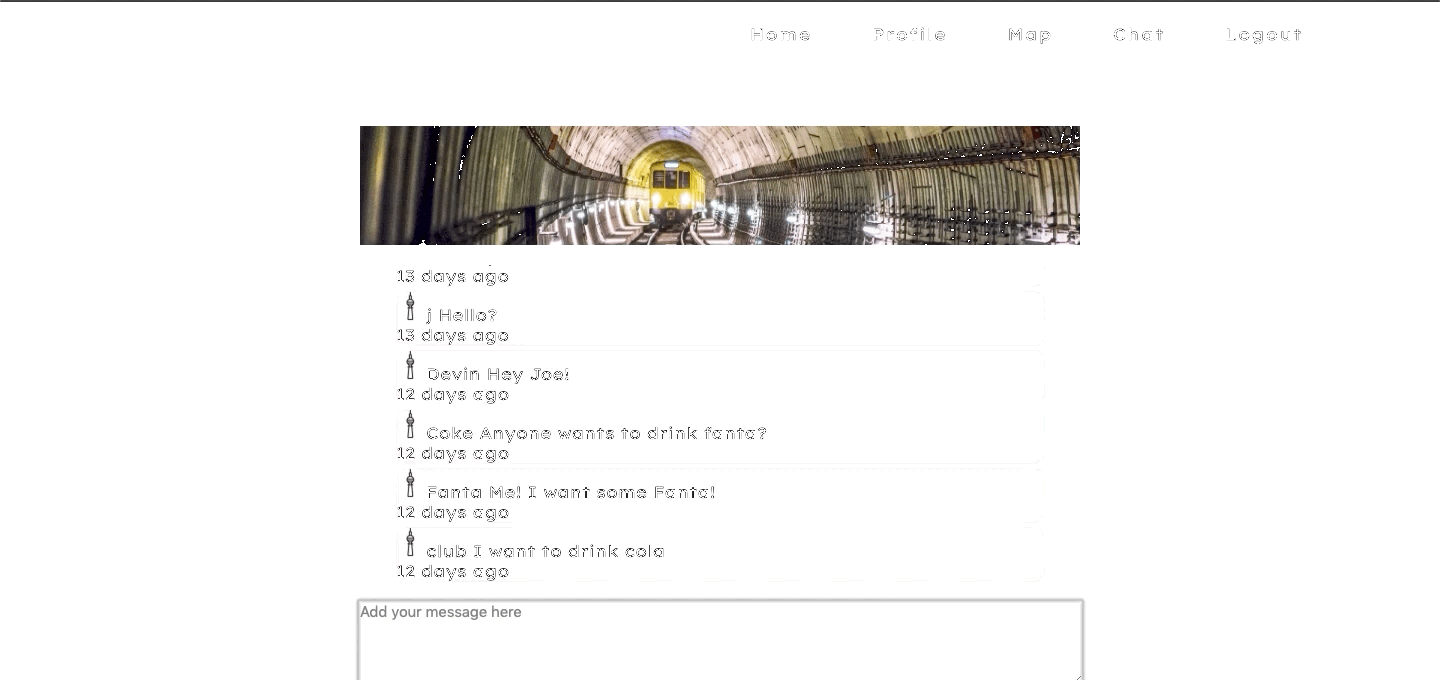 Home Profile Map Chat Logout
13 days ago
j Hello?
13 days ago
Devin Hey Joe!
12 days ago
Coke Anyone wants to drink fanta?
12 days ago
Fanta Me! I want some Fanta!
12 days ago
club I want to drink cola
12 days ago
Add your message here